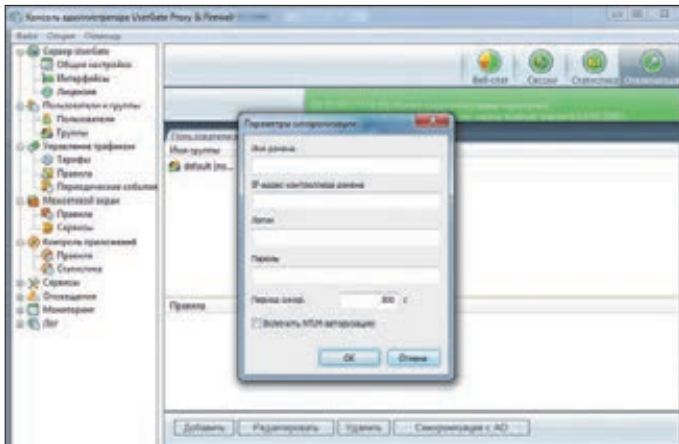 Консоль администратора UserGate Proxy & Firewall
Файл Опции Помощь
Сервер UserGate
Общие настройки
Интерфейсы
Лицензия
Пользователи и группы
Пользователи
Группы
Управление трафиком
Тарифы
Правила
Периодические события
Межсетевой экран
Правила
Сервисы
Контроль приложений
Правила
Статистика
Сервисы
Оповещения
Мониторинг
Лог
Веб-стат
Сессии
Статистика
Имя группы
default (no...
Правила
Параметры синхронизации
Имя домена
IP-адрес контроллера домена
Логин
Пароль
Период синхр. 300 с
Включить NTLM авторизацию
OK Отмена
Добавить Редактировать Удалить Синхронизация с AD